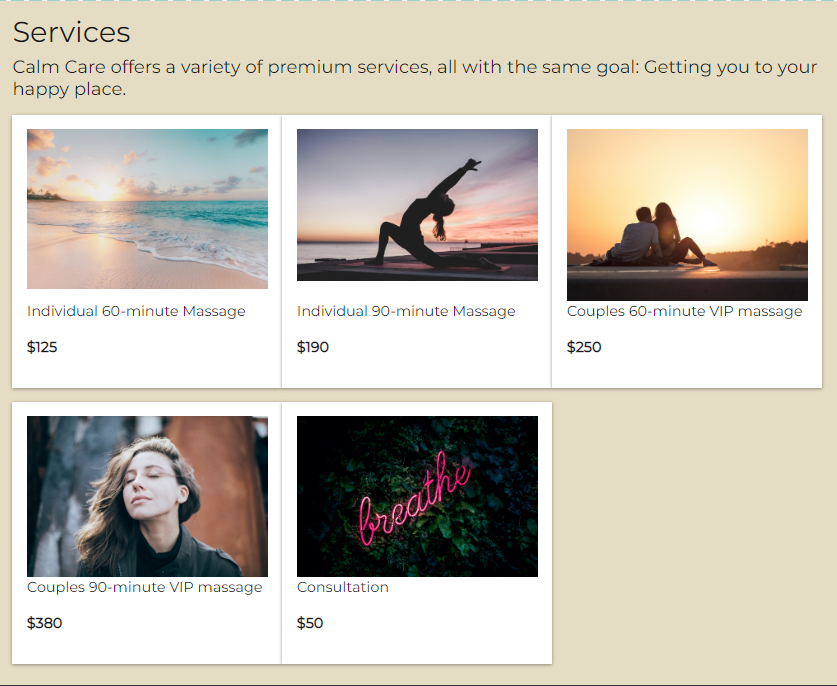 Services
Calm Care offers a variety of premium services, all with the same goal: Getting you to your
happy place.
Individual 60-minute Massage
$125
Individual 90-minute Massage
$190
Couples 60-minute VIP massage
$250
breathe
Couples 90-minute VIP massage
$380
Consultation
$50